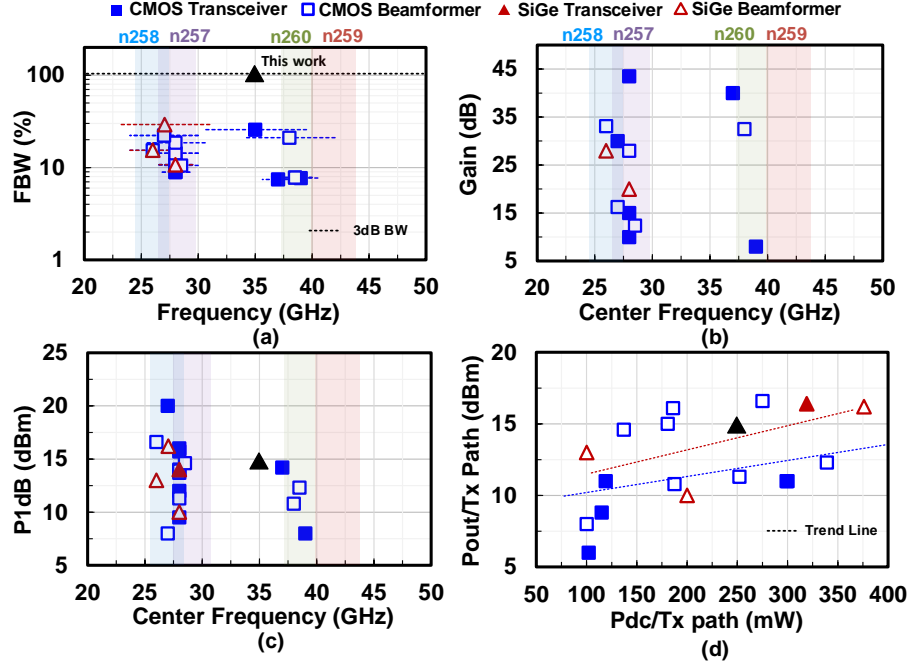 CMOS Transceiver CMOS Beamformer SiGe Transceiver SiGe Beamformer
n258 n257 n260 n259
This work
100
10
1
FBW (%)
3dB BW
20 25 30 35 40 45 50
Frequency (GHz)
(a)
n258 n257 n260 n259
45
35
25
15
5
Gain (dB)
20 25 30 35 40 45 50
Center Frequency (GHz)
(b)
25
20
15
10
5
P1dB (dBm)
20 25 30 35 40 45 50
Center Frequency (GHz)
(c)
20
15
10
5
Pout/Tx Path (dBm)
Trend Line
50 100 150 200 250 300 350 400
Pdc/Tx path (mW)
(d)